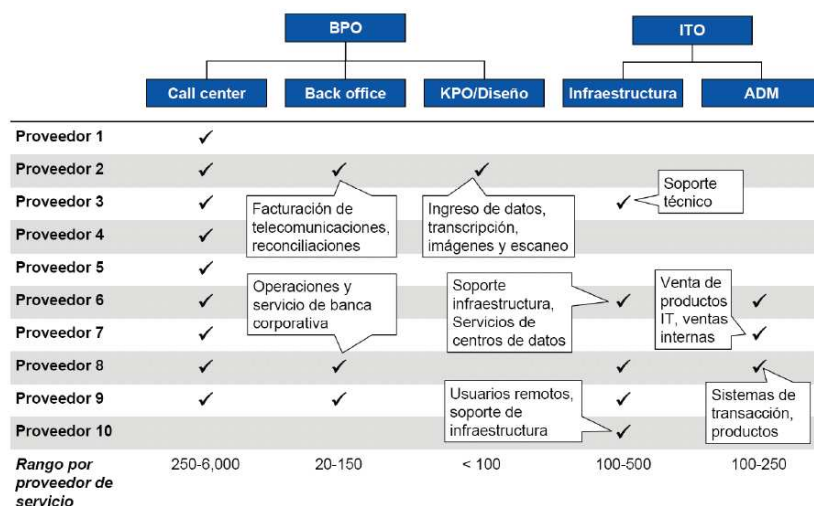 BPO
ITO
Call center
Back office
KPO/Diseño
Infraestructura
ADM
Proveedor 1
✓
Proveedor 2
✓
✓
✓
Proveedor 3
✓
✓
Proveedor 4
✓
Proveedor 5
✓
Proveedor 6
✓
✓
✓
Proveedor 7
✓
✓
Proveedor 8
✓
✓
✓
✓
Proveedor 9
✓
✓
✓
Proveedor 10
✓
Facturación de
telecomunicaciones,
reconciliaciones
Ingreso de datos,
transcripción,
imágenes y escaneo
Soporte
técnico
Operaciones y
servicio de banca
corporativa
Soporte
infraestructura,
Servicios de
centros de datos
Venta de
productos
IT, ventas
internas
Usuarios remotos,
soporte de
infraestructura
Sistemas de
transacción,
productos
Rango por
proveedor de
servicio
250-6,000
20-150
< 100
100-500
100-250